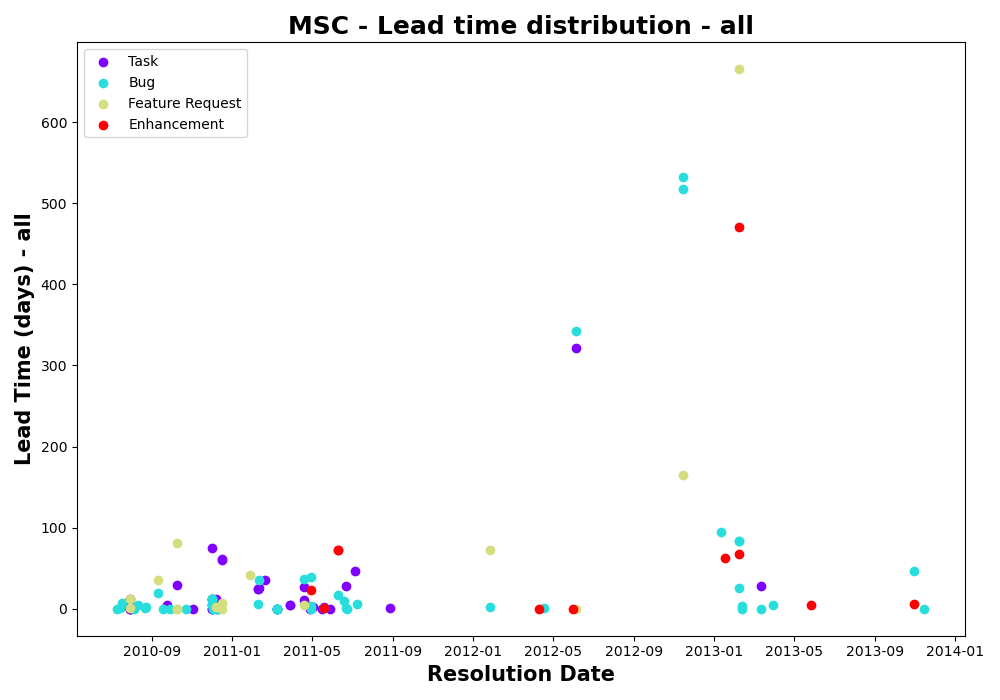 MSC - Lead time distribution - all
Task
Bug
Feature Request
Enhancement
Lead Time (days) - all
600
500
400
300
200
100
0
2010-09 2011-01 2011-05 2011-09 2012-01 2012-05 2012-09 2013-01 2013-05 2013-09 2014-01
Resolution Date